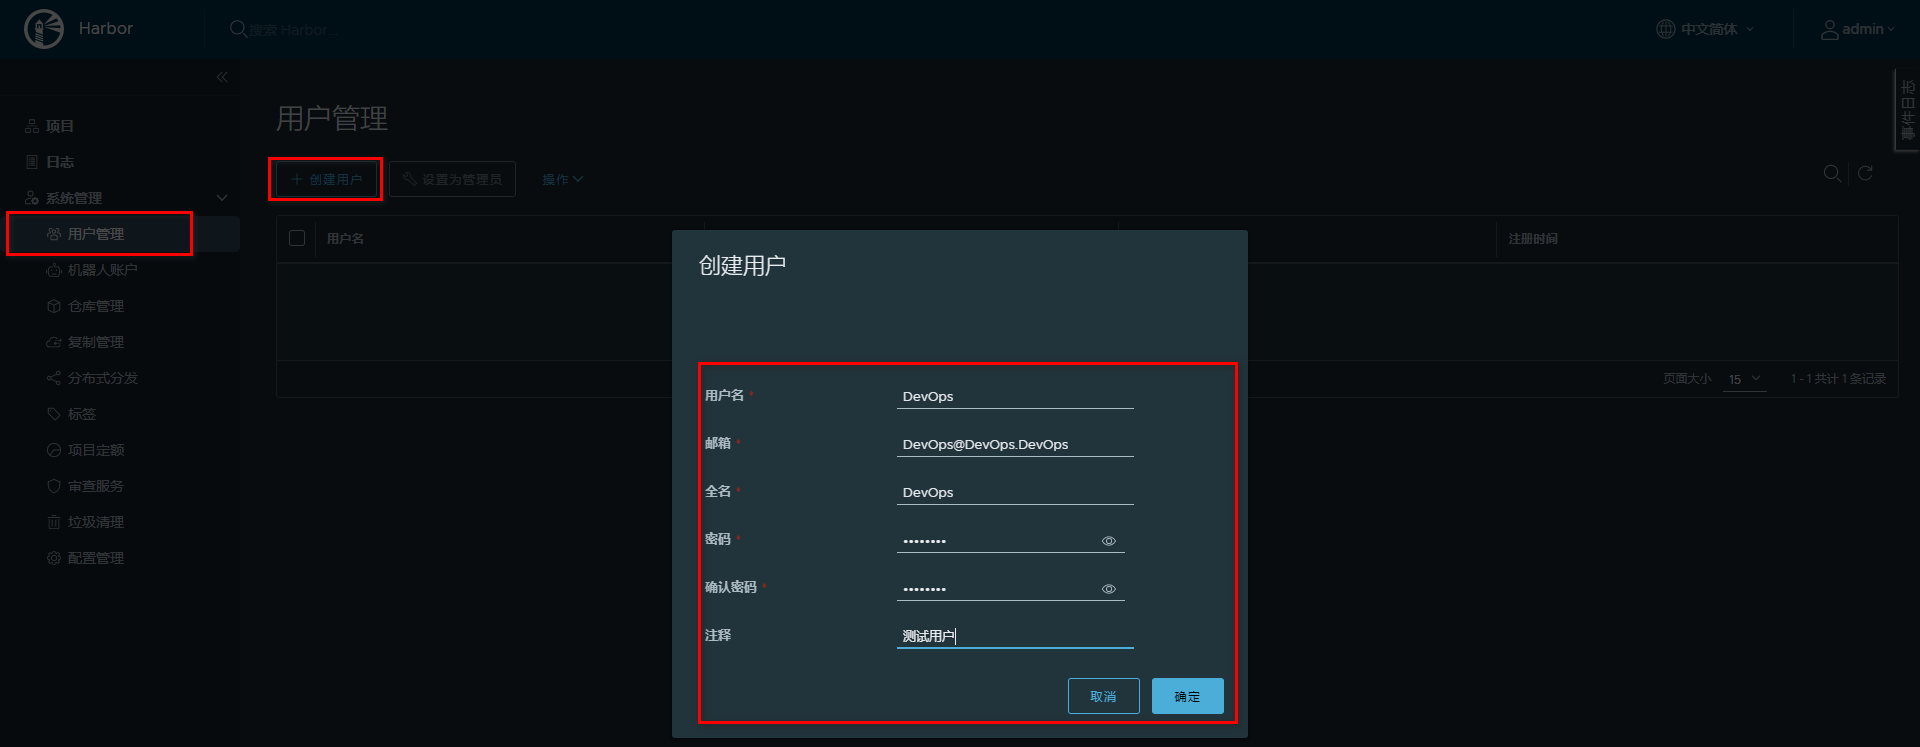 Harbor
搜索 Harbor...
中文简体
admin
事件日志
项目
日志
系统管理
用户管理
机器人账户
仓库管理
复制管理
分布式分发
标签
项目定额
审查服务
垃圾清理
配置管理
用户管理
创建用户
设置为管理员
操作
用户名
注册时间
页面大小 15 1 - 1 共计 1 条记录
创建用户
用户名 * DevOps
邮箱 * DevOps@DevOps.DevOps
全名 * DevOps
密码 * ••••••••
确认密码 * ••••••••
注释 测试用户
取消 确定